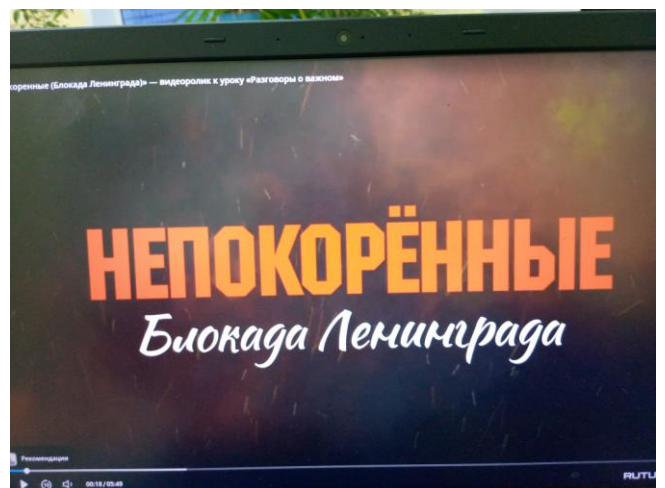 коренные (Блокада Ленинграда)» — видеоролик к уроку «Разговоры о важном»
НЕПОКОРЁННЫЕ
Блокада Ленинграда
Рекомендации
00:18 / 05:49
RUTU